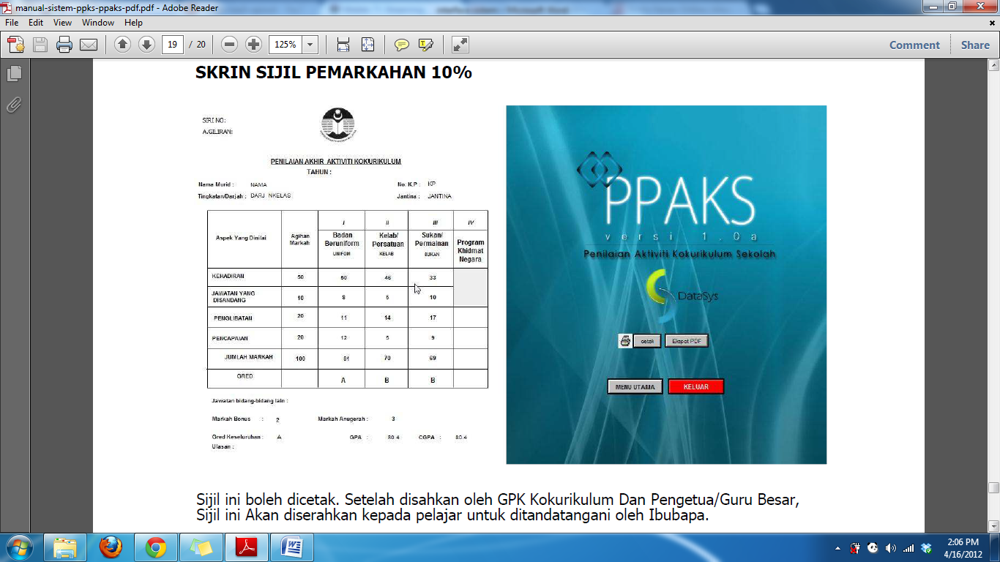 manual-sistem-ppks-ppaks-pdf.pdf - Adobe Reader
File Edit View Window Help
19 / 20 125% Comment Share
SKRIN SIJIL PEMARKAHAN 10%
SIRI NO:
A.GILIRAN:
PENILAIAN AKHIR AKTIVITI KOKURIKULUM
TAHUN :
Nama Murid : NAMA No. K.P : KP
Tingkatan/Darjah : DARJ NKELAS Jantina : JANTINA
Aspek Yang Dinilai
Agihan
Markah
I
Badan
Beruniform
UNIFOM
II
Kelab/
Persatuan
KELAB
III
Sukan/
Permainan
SUKAN
IV
Program
Khidmat
Negara
KEHADIRAN 50 50 46 33
JAWATAN YANG
DISANDANG 10 8 5 10
PENGLIBATAN 20 11 14 17
PENCAPAIAN 20 12 5 9
JUMLAH MARKAH 100 81 70 69
GRED A B B
Jawatan bidang-bidang lain :
Markah Bonus : 2 Markah Anugerah : 3
Gred Keseluruhan : A GPA : 80.4 CGPA : 80.4
Ulasan :
PPAKS
versi 1.0a
Penilaian Aktiviti Kokurikulum Sekolah
DataSys
cetak Ekspot PDF
MENU UTAMA KELUAR
Sijil ini boleh dicetak. Setelah disahkan oleh GPK Kokurikulum Dan Pengetua/Guru Besar,
Sijil ini Akan diserahkan kepada pelajar untuk ditandatangani oleh Ibubapa.
2:06 PM
4/16/2012